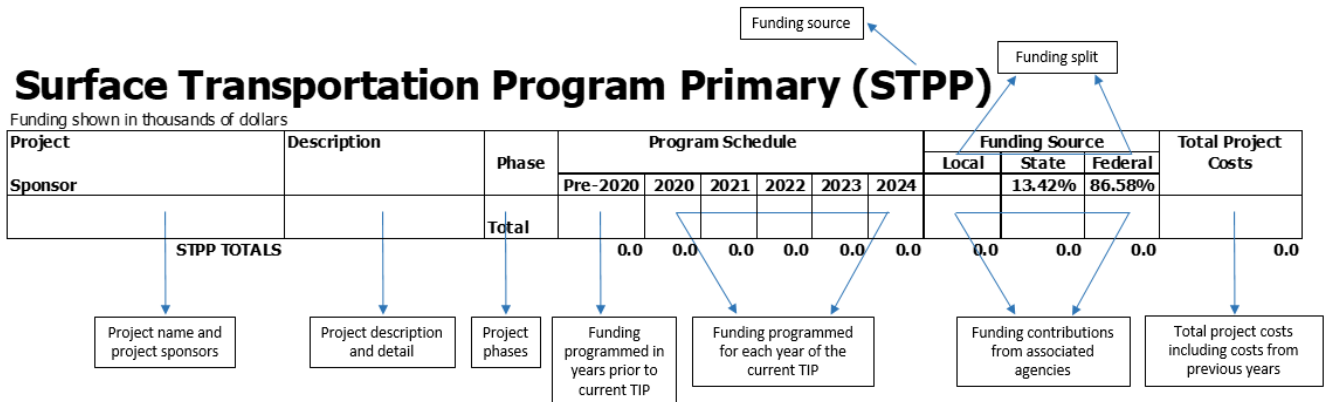 Funding source
Funding split
Surface Transportation Program Primary (STPP)
Funding shown in thousands of dollars
Project Description Program Schedule Funding Source Total Project
Phase Local State Federal Costs
Sponsor Pre-2020 2020 2021 2022 2023 2024 13.42% 86.58%
Total
STPP TOTALS 0.0 0.0 0.0 0.0 0.0 0.0 0.0 0.0 0.0 0.0
Project name and
project sponsors
Project description
and detail
Project
phases
Funding
programmed in
years prior to
current TIP
Funding programmed
for each year of the
current TIP
Funding contributions
from associated
agencies
Total project costs
including costs from
previous years